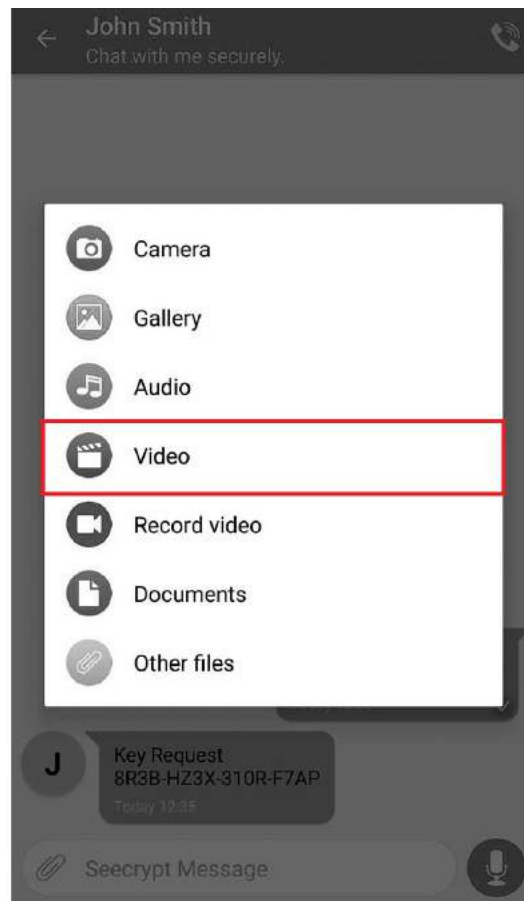 John Smith
Chat with me securely.
Camera
Gallery
Audio
Video
Record video
Documents
Other files
J
Key Request
8R3B-HZ3X-310R-F7AP
Today 12:35
Seecrypt Message